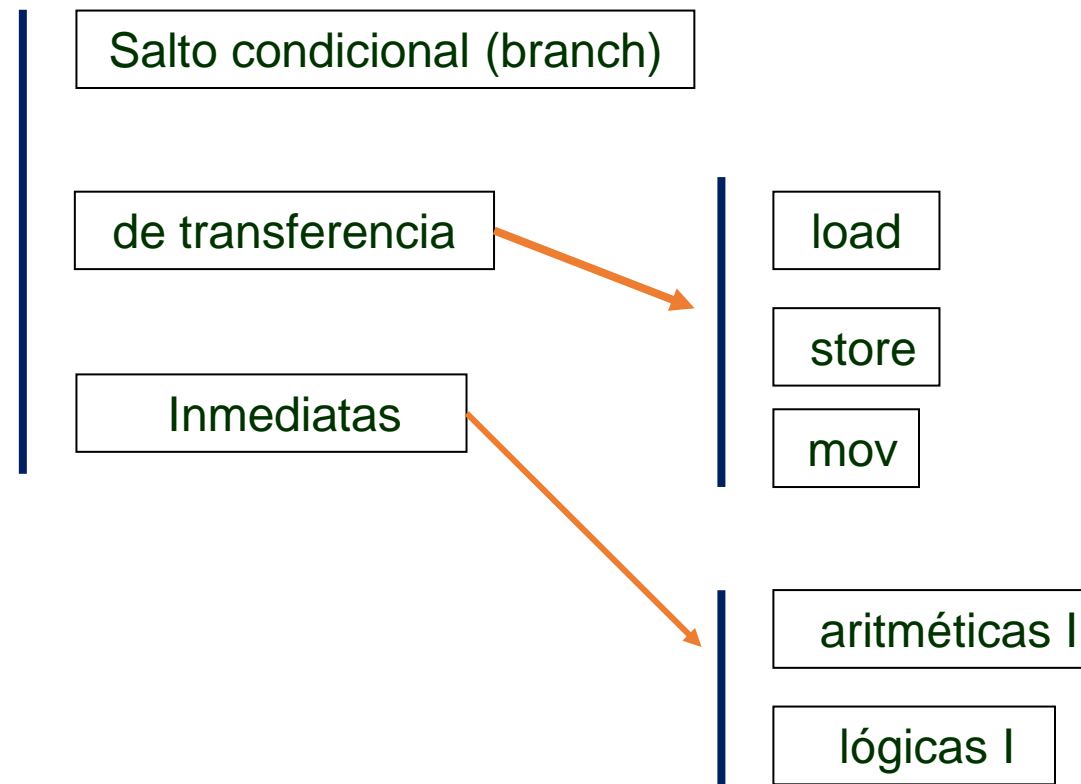 Salto condicional (branch)
de transferencia
load
store
Inmediatas
mov
aritméticas I
lógicas I